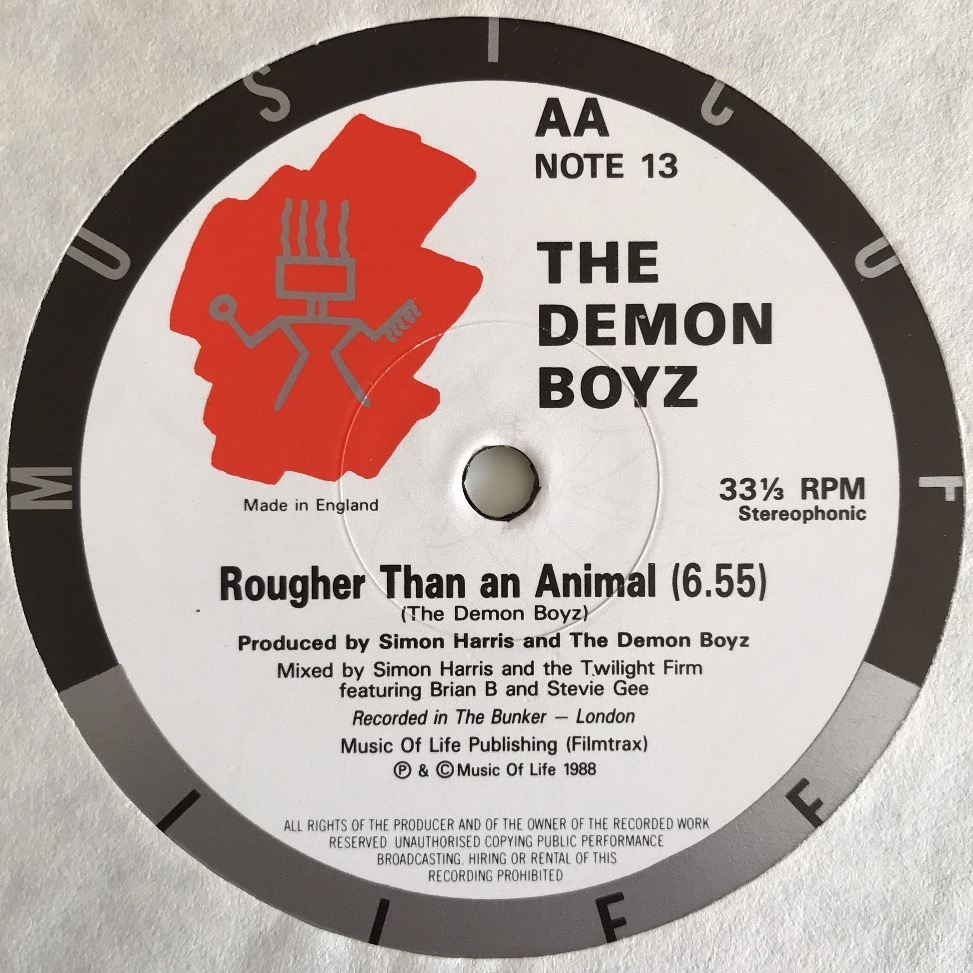 MUSIC OF
LIFE
AA
NOTE 13
THE
DEMON
BOYZ
Made in England
33⅓ RPM
Stereophonic
Rougher Than an Animal (6.55)
(The Demon Boyz)
Produced by Simon Harris and The Demon Boyz
Mixed by Simon Harris and the Twilight Firm
featuring Brian B and Stevie Gee
Recorded in The Bunker — London
Music Of Life Publishing (Filmtrax)
℗ & © Music Of Life 1988
ALL RIGHTS OF THE PRODUCER AND OF THE OWNER OF THE RECORDED WORK
RESERVED. UNAUTHORISED COPYING PUBLIC PERFORMANCE
BROADCASTING, HIRING OR RENTAL OF THIS
RECORDING PROHIBITED